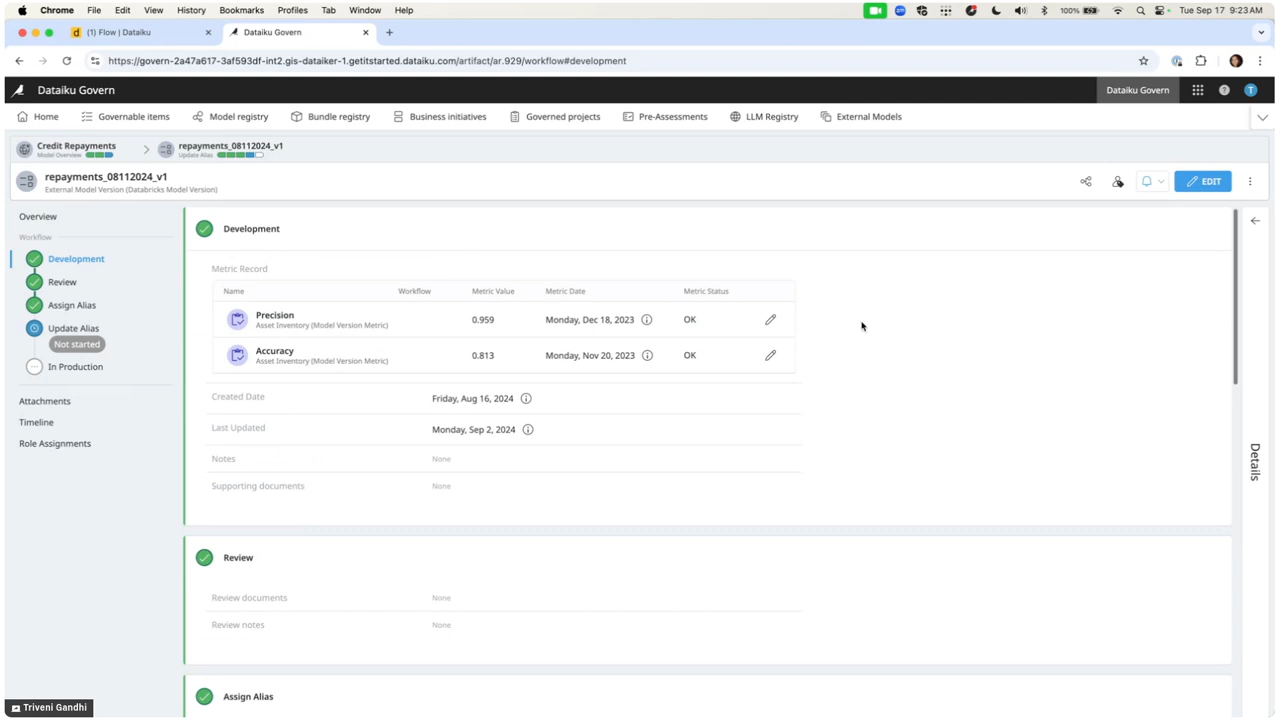 Chrome File Edit View History Bookmarks Profiles Tab Window Help 100% Tue Sep 17 9:23 AM
(1) Flow | Dataiku Dataiku Govern
https://govern-2a47a617-3af593df-int2.gis-dataiker-1.getitstarted.dataiku.com/artifact/ar.929/workflow#development
Dataiku Govern Dataiku Govern T
Home Governable items Model registry Bundle registry Business initiatives Governed projects Pre-Assessments LLM Registry External Models
Credit Repayments repayments_08112024_v1
Model Overview Update Alias
repayments_08112024_v1
External Model Version (Databricks Model Version)
EDIT
Overview
Workflow
Development
Review
Assign Alias
Update Alias
Not started
In Production
Attachments
Timeline
Role Assignments
Development
Metric Record
Name Workflow Metric Value Metric Date Metric Status
Precision
Asset Inventory (Model Version Metric)
0.959 Monday, Dec 18, 2023 OK
Accuracy
Asset Inventory (Model Version Metric)
0.813 Monday, Nov 20, 2023 OK
Created Date Friday, Aug 16, 2024
Last Updated Monday, Sep 2, 2024
Notes None
Supporting documents None
Review
Review documents None
Review notes None
Assign Alias
Details
Triveni Gandhi